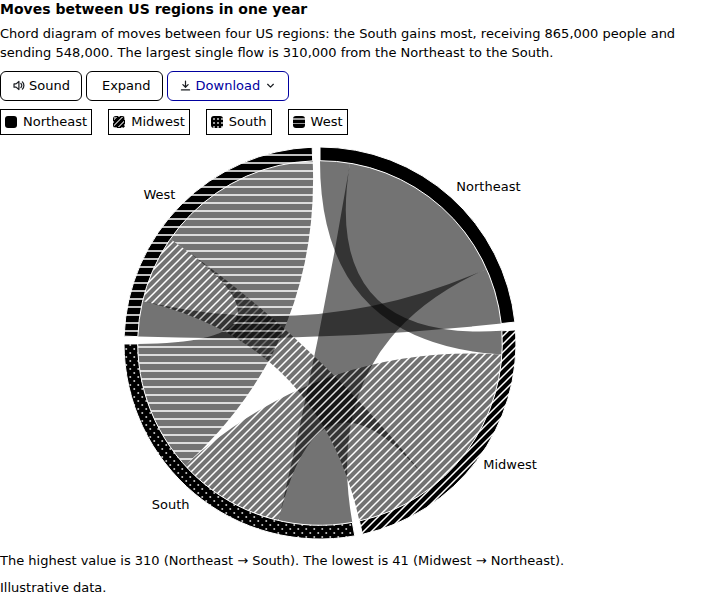 Moves between US regions in one year
Chord diagram of moves between four US regions: the South gains most, receiving 865,000 people and
sending 548,000. The largest single flow is 310,000 from the Northeast to the South.
Sound Expand Download
Northeast Midwest South West
West
Northeast
Midwest
South
The highest value is 310 (Northeast → South). The lowest is 41 (Midwest → Northeast).
Illustrative data.